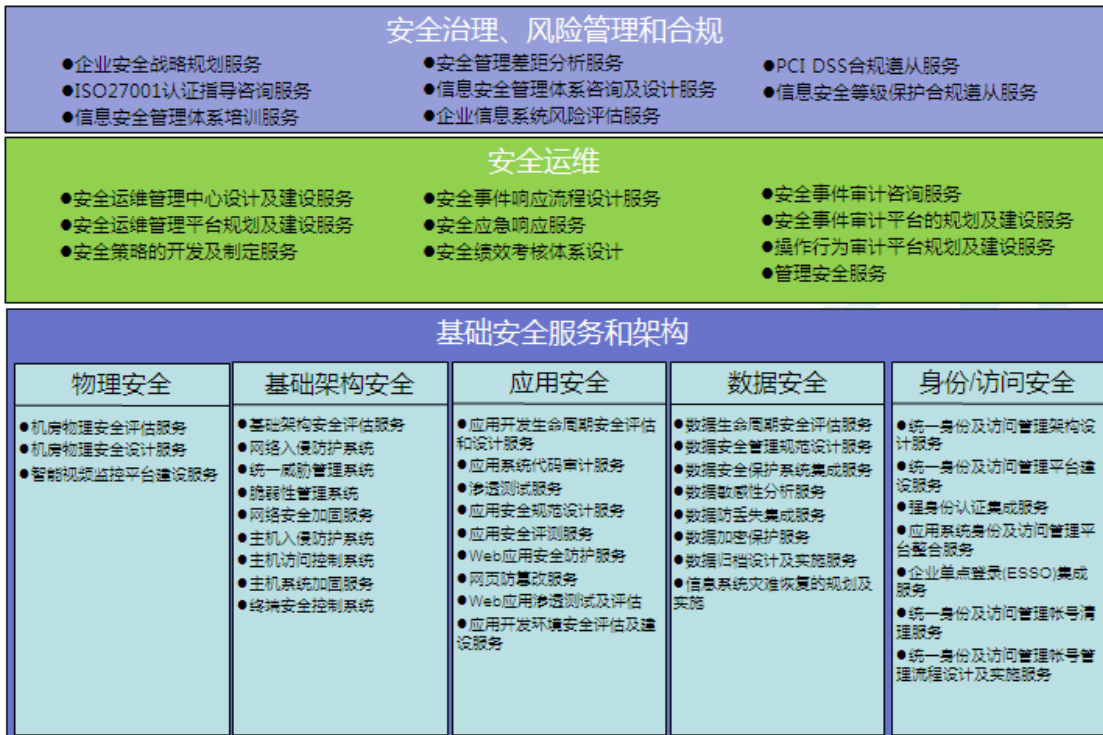 安全治理、风险管理和合规
●企业安全战略规划服务
●ISO27001认证指导咨询服务
●信息安全管理体系培训服务
●安全管理差距分析服务
●信息安全管理体系咨询及设计服务
●企业信息系统风险评估服务
●PCI DSS合规遵从服务
●信息安全等级保护合规遵从服务
安全运维
●安全运维管理中心设计及建设服务
●安全运维管理平台规划及建设服务
●安全策略的开发及制定服务
●安全事件响应流程设计服务
●安全应急响应服务
●安全绩效考核体系设计
●安全事件审计咨询服务
●安全事件审计平台的规划及建设服务
●操作行为审计平台规划及建设服务
●管理安全服务
基础安全服务和架构
物理安全
●机房物理安全评估服务
●机房物理安全设计服务
●智能视频监控平台建设服务
基础架构安全
●基础架构安全评估服务
●网络入侵防护系统
●统一威胁管理系统
●脆弱性管理系统
●网络安全加固服务
●主机入侵防护系统
●主机访问控制系统
●主机系统加固服务
●终端安全控制系统
应用安全
●应用开发生命周期安全评估
和设计服务
●应用系统代码审计服务
●渗透测试服务
●应用安全规范设计服务
●应用安全评测服务
●Web应用安全防护服务
●网页防篡改服务
●Web应用渗透测试及评估
●应用开发环境安全评估及建
设服务
数据安全
●数据生命周期安全评估服务
●数据安全管理规范设计服务
●数据安全保护系统集成服务
●数据敏感性分析服务
●数据防丢失集成服务
●数据加密保护服务
●数据归档设计及实施服务
●信息系统灾难恢复的规划及
实施
身份/访问安全
●统一身份及访问管理架构设
计服务
●统一身份及访问管理平台建
设服务
●强身份认证集成服务
●应用系统身份及访问管理平
台整合服务
●企业单点登录(ESSO)集成
服务
●统一身份及访问管理帐号清
理服务
●统一身份及访问管理帐号管
理流程设计及实施服务